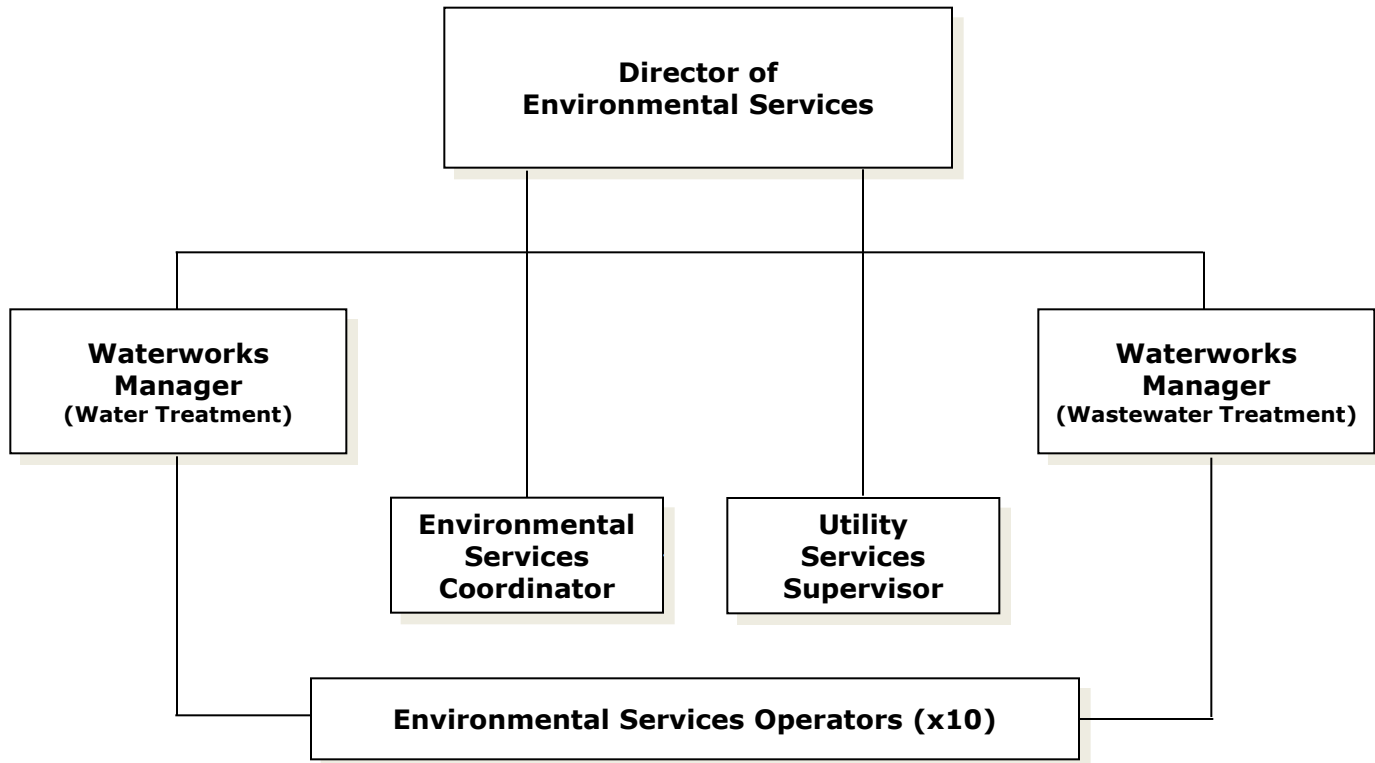 Director of
Environmental Services
Waterworks
Manager
(Water Treatment)
Waterworks
Manager
(Wastewater Treatment)
Environmental
Services
Coordinator
Utility
Services
Supervisor
Environmental Services Operators (x10)